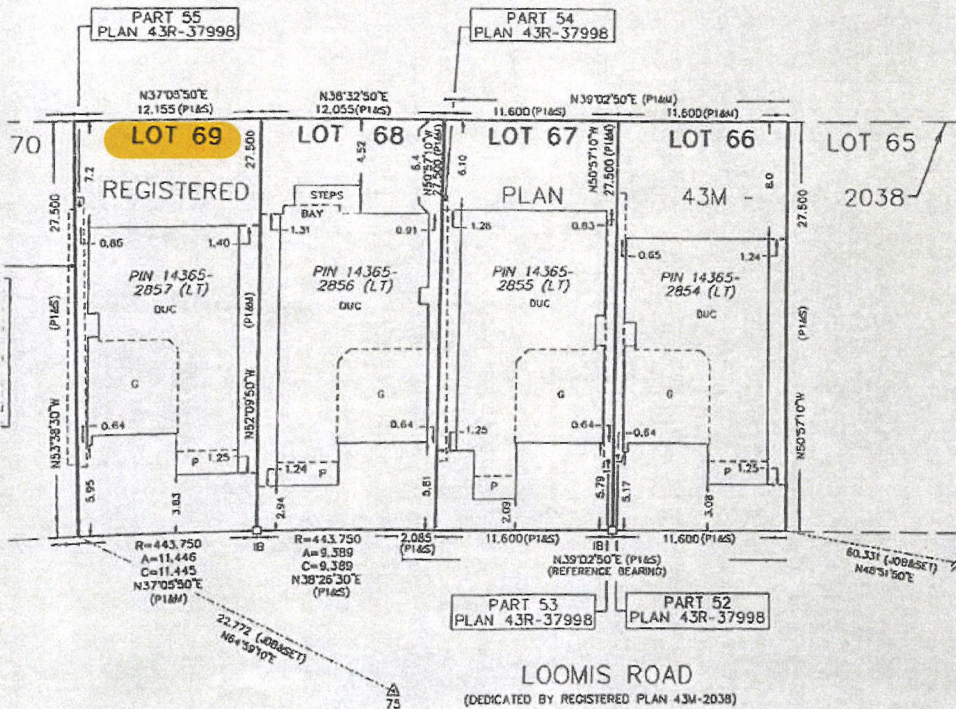 PART 55
PLAN 43R-37998
PART 54
PLAN 43R-37998
N37°05'50"E
12.155 (P1&S)
N38°32'50"E
12.055 (P1&S)
N39°02'50"E (P1&M)
11.600 (P1&S)
11.600 (P1&M)
70
LOT 69
LOT 68
LOT 67
LOT 66
LOT 65
REGISTERED
PLAN
43M -
2038
27.500
7.2
27.500
4.52
6.4
N50°57'10"W
27.500 (P1&M)
6.10
N50°57'10"W
27.500 (P1&M)
8.0
27.500
STEPS
BAY
0.86
1.40
1.31
0.91
1.28
0.83
0.65
1.24
PIN 14365-
2857 (LT)
DUC
PIN 14365-
2856 (LT)
DUC
PIN 14365-
2855 (LT)
DUC
PIN 14365-
2854 (LT)
DUC
(P1&S)
(P1&M)
(P1&S)
G
G
G
G
N53°38'30"W
N52°09'50"W
N50°57'10"W
0.64
0.64
1.25
0.64
0.64
P
1.25
1.24
P
P
P
1.25
5.95
3.83
2.94
5.81
2.09
5.79
5.17
3.08
R=443.750
A=11.446
C=11.445
N37°05'50"E
(P1&M)
IB
R=443.750
A=9.389
C=9.389
N38°26'30"E
(P1&S)
2.085
(P1&S)
11.600 (P1&S)
IB
11.600 (P1&S)
N39°02'50"E (P1&S)
(REFERENCE BEARING)
60.331 (JOB&SET)
N48°51'50"E
22.772 (JOB&SET)
N64°59'10"E
75
PART 53
PLAN 43R-37998
PART 52
PLAN 43R-37998
LOOMIS ROAD
(DEDICATED BY REGISTERED PLAN 43M-2038)